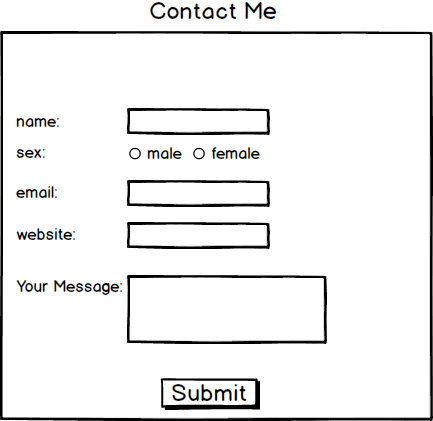 Contact Me
name:
sex: male female
email:
website:
Your Message:
Submit